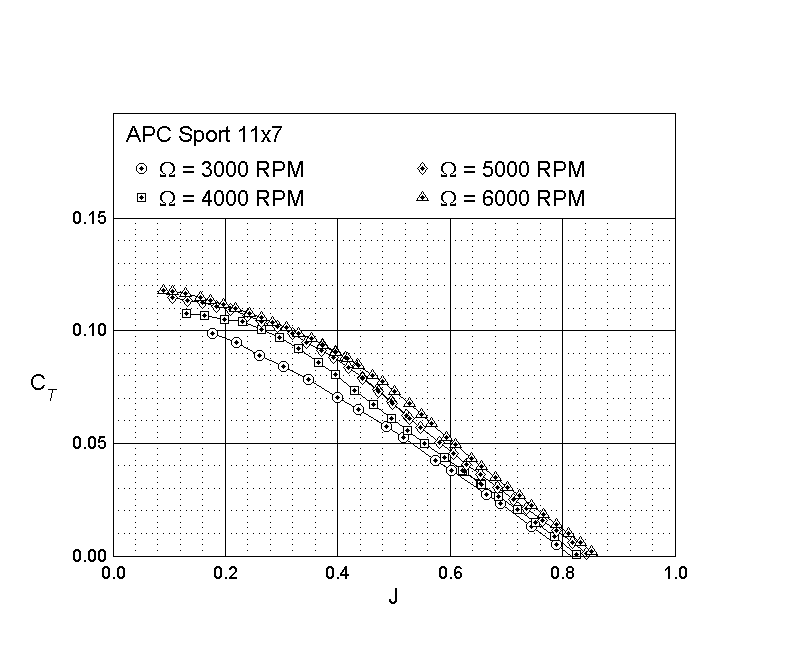 APC Sport 11x7
Ω = 3000 RPM
Ω = 5000 RPM
Ω = 4000 RPM
Ω = 6000 RPM
0.15
0.10
C_T
0.05
0.00
0.0 0.2 0.4 0.6 0.8 1.0
J